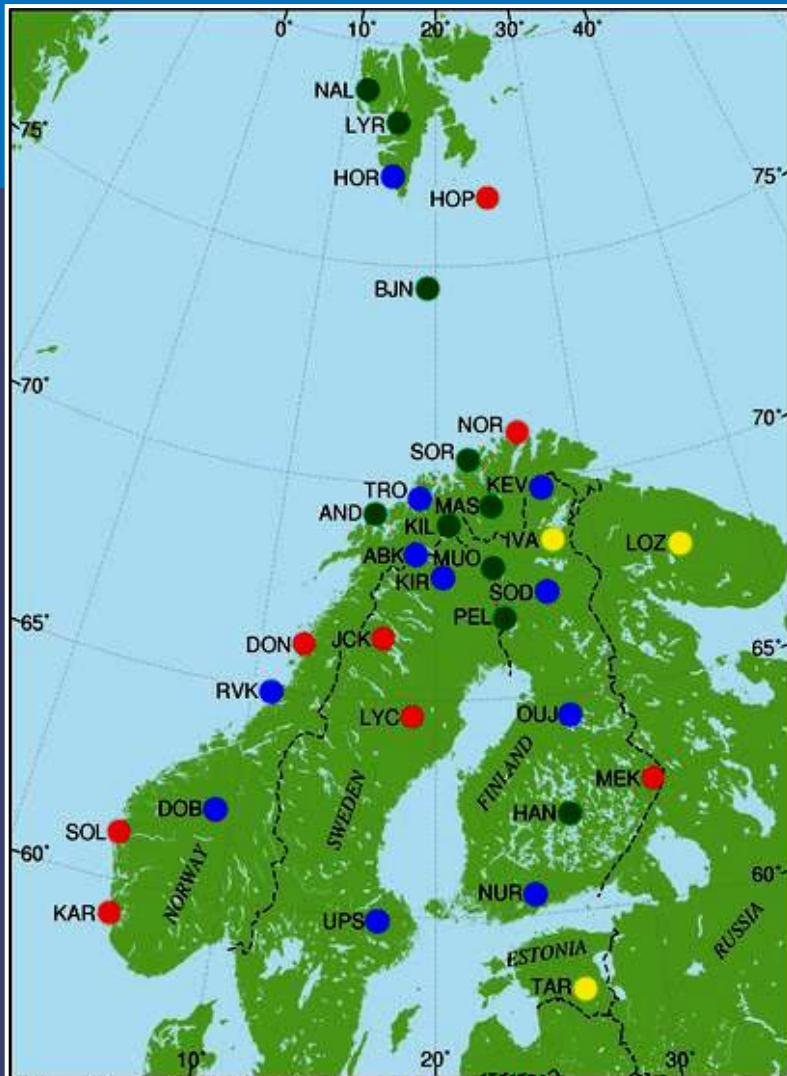 0° 10° 20° 30° 40°
NAL
75°
LYR
75°
HOR
HOP
BJN
70°
70°
NOR
SOR
KEV
TRO
MAS
AND
KIL
IVA
LOZ
ABK
MUO
KIR
SOD
PEL
65°
DON
JCK
65°
RVK
LYC
OUJ
FINLAND
MEK
SWEDEN
DOB
HAN
SOL
60°
NORWAY
60°
NUR
KAR
UPS
RUSSIA
ESTONIA
TAR
10° 20° 30°